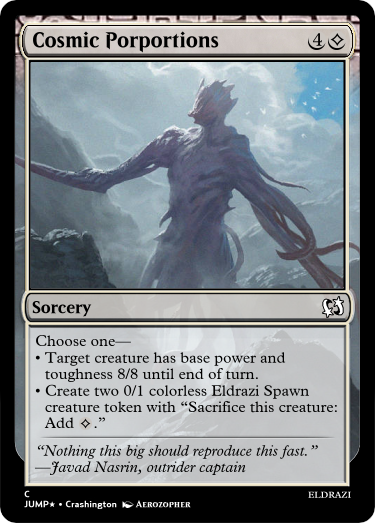 Cosmic Porportions 4
Sorcery
Choose one—
• Target creature has base power and
toughness 8/8 until end of turn.
• Create two 0/1 colorless Eldrazi Spawn
creature token with “Sacrifice this creature:
Add .”
“Nothing this big should reproduce this fast.”
—Javad Nasrin, outrider captain
C
ELDRAZI
JUMP★ • Crashington AEROZOPHER